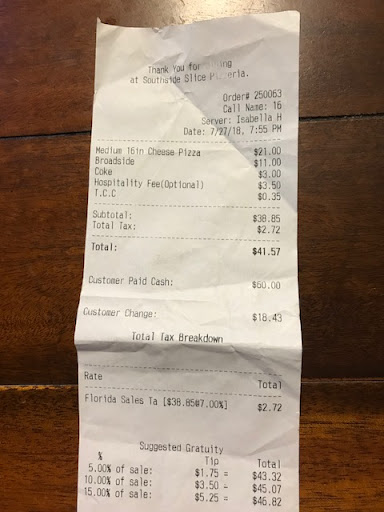 Thank You for ing
at Southside Slice Pizzeria.
Order# 250063
Call Name: 16
Server: Isabella H
Date: 7/27/18, 7:55 PM
Medium 16in Cheese Pizza $21.00
Broadside $11.00
Coke $3.00
Hospitality Fee(Optional) $3.50
T.C.C $0.35
Subtotal: $38.85
Total Tax: $2.72
Total: $41.57
Customer Paid Cash: $60.00
Customer Change: $18.43
Total Tax Breakdown
Rate Total
Florida Sales Ta [$38.85@7.00%] $2.72
Suggested Gratuity
% Tip Total
5.00% of sale: $1.75 = $43.32
10.00% of sale: $3.50 = $45.07
15.00% of sale: $5.25 = $46.82